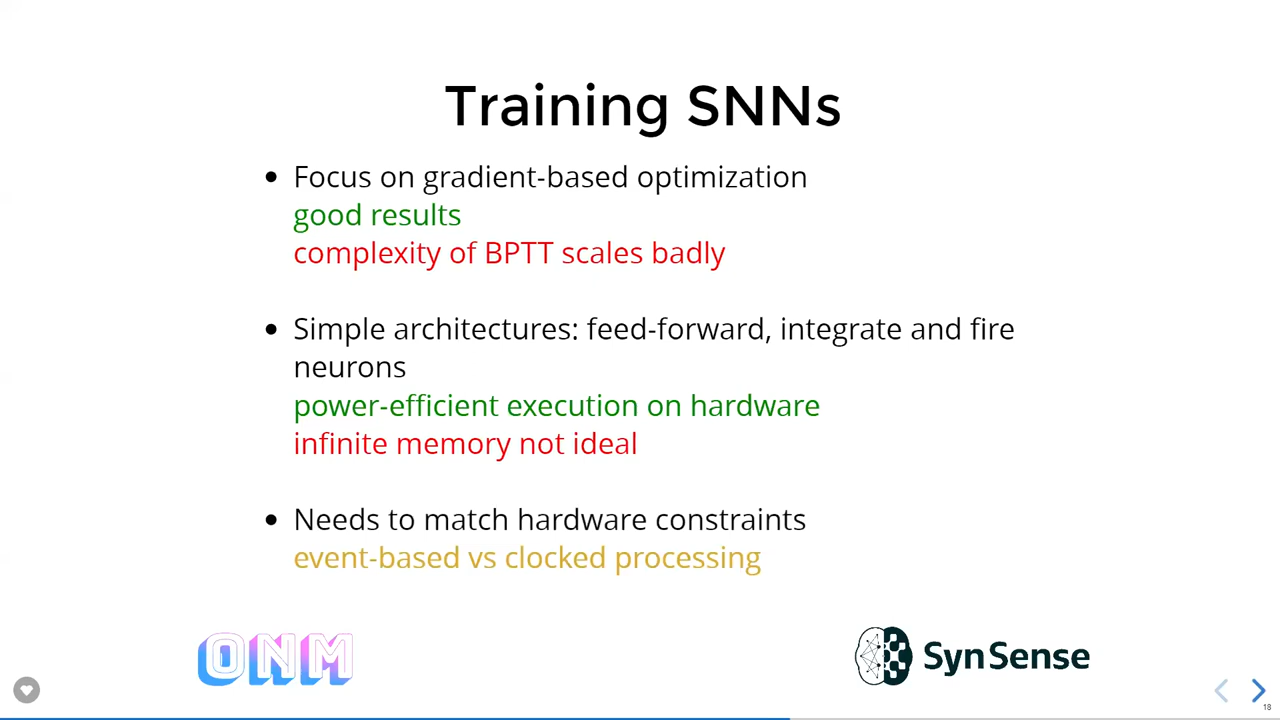 Training SNNs
• Focus on gradient-based optimization
good results
complexity of BPTT scales badly
• Simple architectures: feed-forward, integrate and fire
neurons
power-efficient execution on hardware
infinite memory not ideal
• Needs to match hardware constraints
event-based vs clocked processing
ONM
SynSense
18